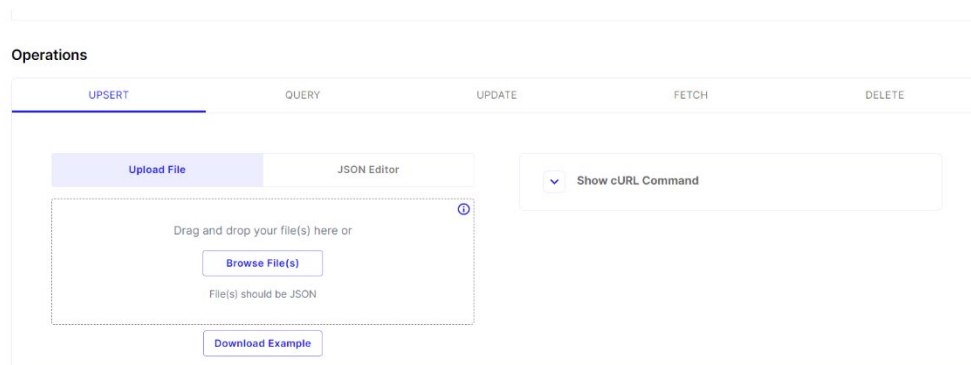 Operations
UPSERT QUERY UPDATE FETCH DELETE
Upload File JSON Editor
Show cURL Command
Drag and drop your file(s) here or
Browse File(s)
File(s) should be JSON
Download Example